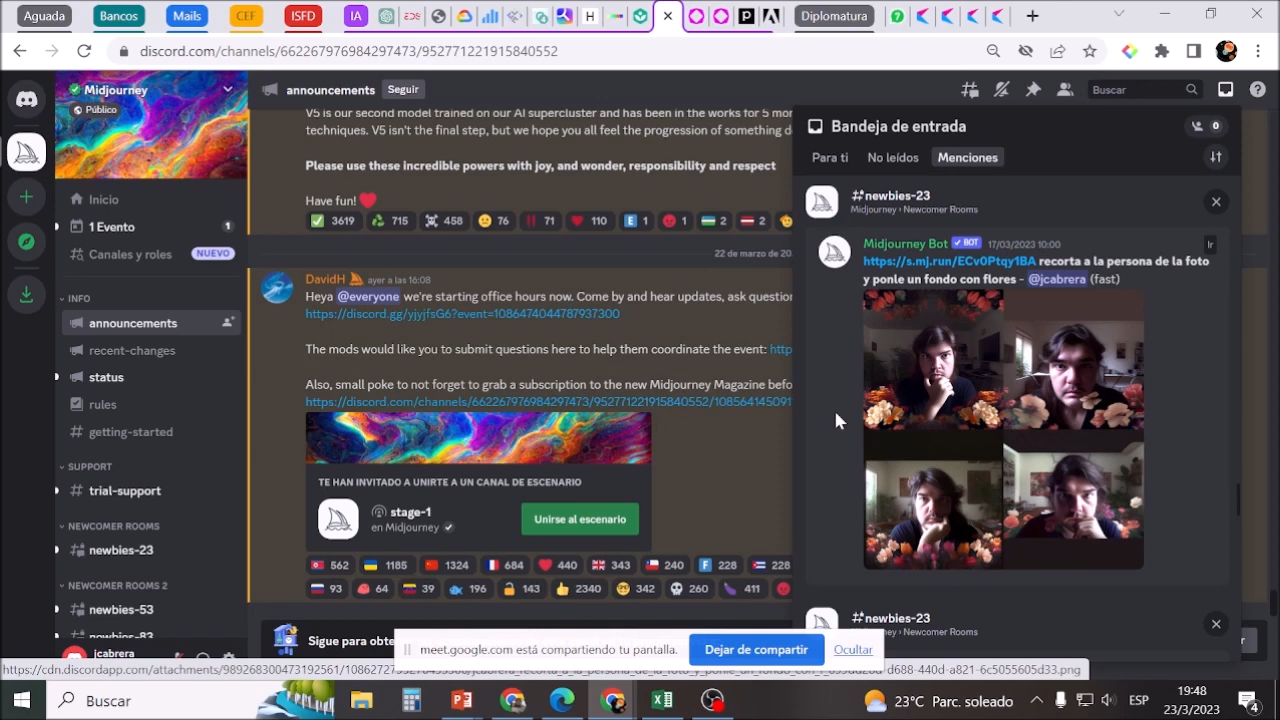 Aguada
Bancos
Mails
CEF
ISFD
IA
Diplomatura
discord.com/channels/662267976984297473/952771221915840552
Midjourney
Público
Inicio
1 Evento
1
Canales y roles
NUEVO
INFO
announcements
recent-changes
status
rules
getting-started
SUPPORT
trial-support
NEWCOMER ROOMS
newbies-23
NEWCOMER ROOMS 2
newbies-53
newbies-83
jcabrera
announcements
Seguir
Buscar
V5 is our second model trained on our AI supercluster and has been in the works for 5 mon
techniques. V5 isn't the final step, but we hope you all feel the progression of something d
Please use these incredible powers with joy, and wonder, responsibility and respect
Have fun!
3619 715 458 76 71 110 1 1 2 2
22 de marzo de 20
DavidH ayer a las 16:08
Heya @everyone we're starting office hours now. Come by and hear updates, ask question
https://discord.gg/yjyjfsG6?event=1086474044787937300
The mods would like you to submit questions here to help them coordinate the event: http
Also, small poke to not forget to grab a subscription to the new Midjourney Magazine befo
https://discord.com/channels/662267976984297473/952771221915840552/108564145091
TE HAN INVITADO A UNIRTE A UN CANAL DE ESCENARIO
stage-1
en Midjourney
Unirse al escenario
562 1185 1324 684 440 343 240 F 228 228
93 64 39 196 143 2340 342 260 411
Sigue para obte
Bandeja de entrada
0
Para ti
No leídos
Menciones
#newbies-23
Midjourney › Newcomer Rooms
Midjourney Bot BOT 17/03/2023 10:00
Ir
https://s.mj.run/ECv0Ptqy1BA recorta a la persona de la foto
y ponle un fondo con flores - @jcabrera (fast)
#newbies-23
Midjourney › Newcomer Rooms
meet.google.com está compartiendo tu pantalla.
Dejar de compartir
Ocultar
Buscar
23°C Parc. soleado
ESP
19:48
23/3/2023
4